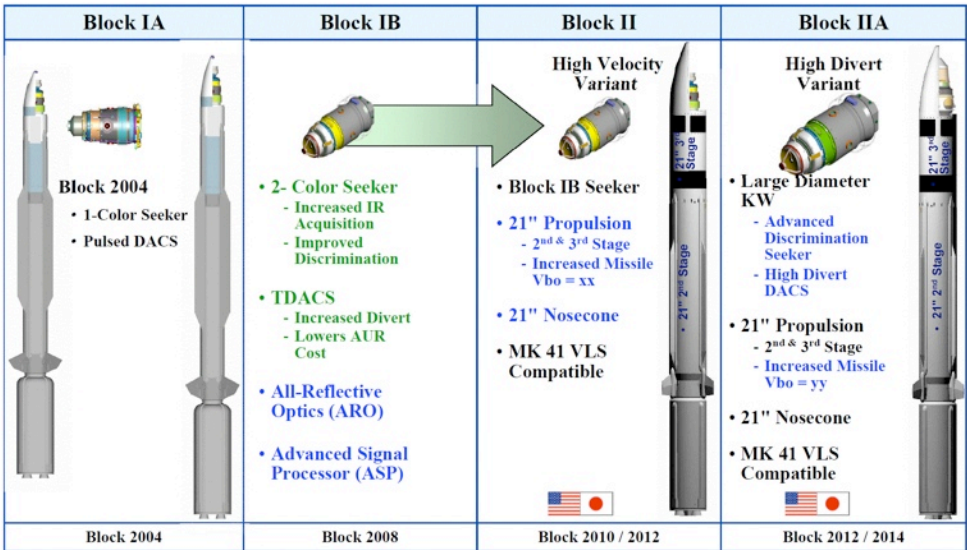 Block IA
Block 2004
• 1-Color Seeker
• Pulsed DACS
Block 2004
Block IB
• 2- Color Seeker
- Increased IR
Acquisition
- Improved
Discrimination
• TDACS
- Increased Divert
- Lowers AUR
Cost
• All-Reflective
Optics (ARO)
• Advanced Signal
Processor (ASP)
Block 2008
Block II
High Velocity
Variant
• Block IB Seeker
• 21" Propulsion
- 2nd & 3rd Stage
- Increased Missile
Vbo = xx
• 21" Nosecone
• MK 41 VLS
Compatible
21" 3rd
Stage
• 21" 2nd Stage
Block 2010 / 2012
Block IIA
High Divert
Variant
• Large Diameter
KW
- Advanced
Discrimination
Seeker
- High Divert
DACS
• 21" Propulsion
- 2nd & 3rd Stage
- Increased Missile
Vbo = yy
• 21" Nosecone
• MK 41 VLS
Compatible
21" 3rd
Stage
• 21" 2nd Stage
Block 2012 / 2014